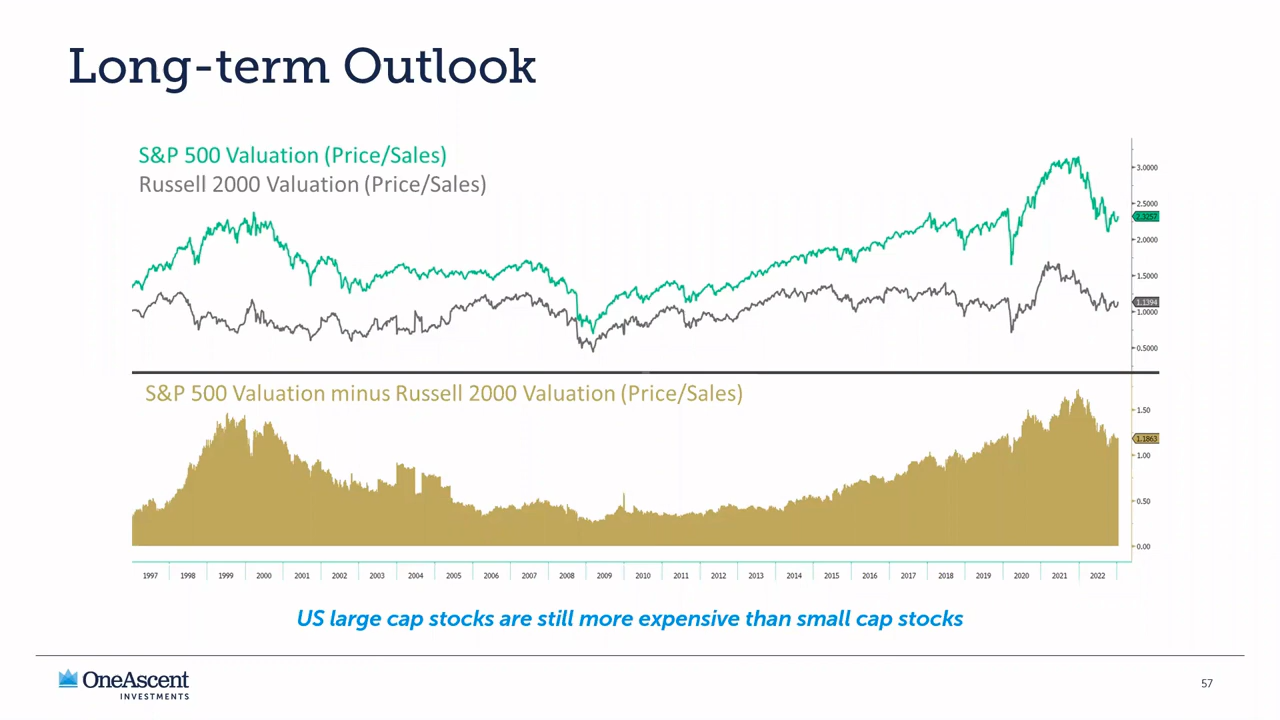 Long-term Outlook
S&P 500 Valuation (Price/Sales)
Russell 2000 Valuation (Price/Sales)
3.0000
2.5000
2.3257
2.0000
1.5000
1.1394
1.0000
0.5000
S&P 500 Valuation minus Russell 2000 Valuation (Price/Sales)
1.50
1.1863
1.00
0.50
0.00
1997 1998 1999 2000 2001 2002 2003 2004 2005 2006 2007 2008 2009 2010 2011 2012 2013 2014 2015 2016 2017 2018 2019 2020 2021 2022
US large cap stocks are still more expensive than small cap stocks
OneAscent
INVESTMENTS
57